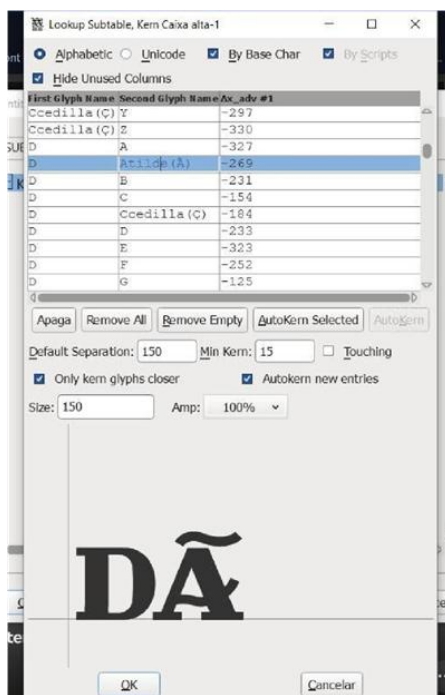 Lookup Subtable, Kern Caixa alta-1
Alphabetic Unicode By Base Char By Scripts
Hide Unused Columns
First Glyph Name Second Glyph Name Δx_adv #1
Ccedilla(Ç) Y -297
Ccedilla(Ç) Z -330
D A -327
D Atilde(Ã) -269
D B -231
D C -154
D Ccedilla(Ç) -184
D D -233
D E -323
D F -252
D G -125
Apaga Remove All Remove Empty AutoKern Selected AutoKern
Default Separation: 150 Min Kern: 15 Touching
Only kern glyphs closer Autokern new entries
Size: 150 Amp: 100%
DÃ
OK Cancelar